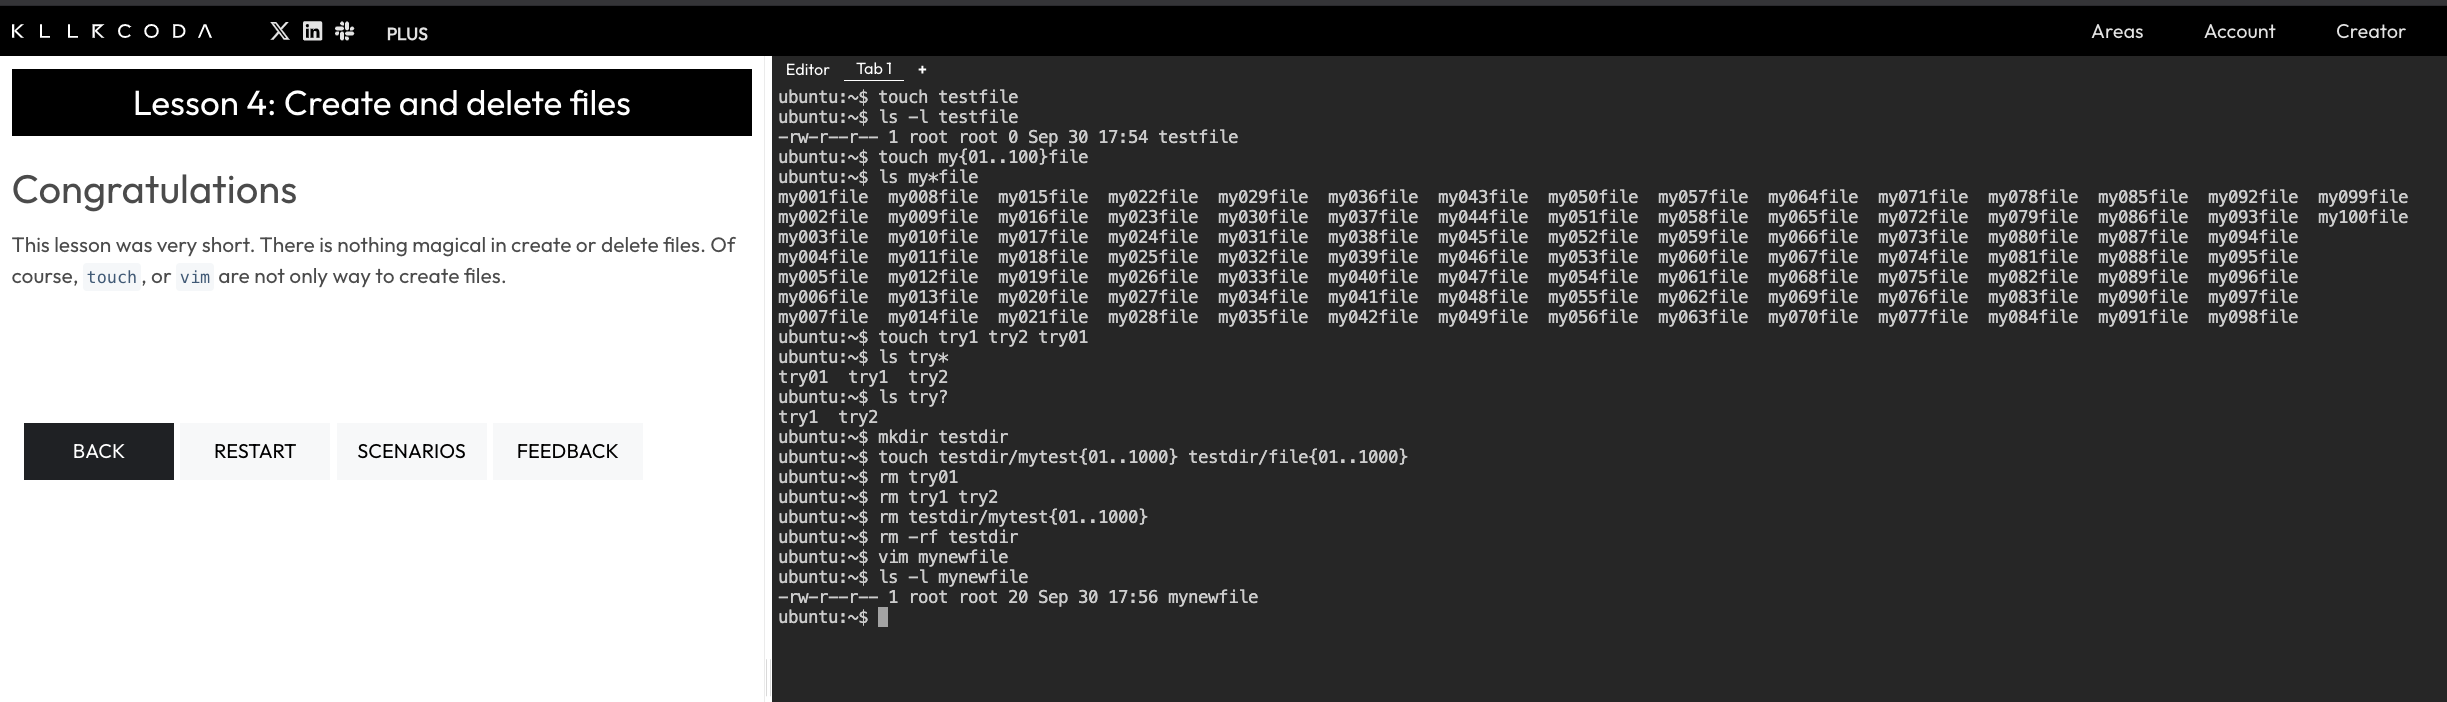 KLLRCODA PLUS Areas Account Creator
Lesson 4: Create and delete files
Congratulations
This lesson was very short. There is nothing magical in create or delete files. Of
course, touch, or vim are not only way to create files.
BACK RESTART SCENARIOS FEEDBACK
Editor Tab 1 +
ubuntu:~$ touch testfile
ubuntu:~$ ls -l testfile
-rw-r--r-- 1 root root 0 Sep 30 17:54 testfile
ubuntu:~$ touch my{01..100}file
ubuntu:~$ ls my*file
my001file my008file my015file my022file my029file my036file my043file my050file my057file my064file my071file my078file my085file my092file my099file
my002file my009file my016file my023file my030file my037file my044file my051file my058file my065file my072file my079file my086file my093file my100file
my003file my010file my017file my024file my031file my038file my045file my052file my059file my066file my073file my080file my087file my094file
my004file my011file my018file my025file my032file my039file my046file my053file my060file my067file my074file my081file my088file my095file
my005file my012file my019file my026file my033file my040file my047file my054file my061file my068file my075file my082file my089file my096file
my006file my013file my020file my027file my034file my041file my048file my055file my062file my069file my076file my083file my090file my097file
my007file my014file my021file my028file my035file my042file my049file my056file my063file my070file my077file my084file my091file my098file
ubuntu:~$ touch try1 try2 try01
ubuntu:~$ ls try*
try01 try1 try2
ubuntu:~$ ls try?
try1 try2
ubuntu:~$ mkdir testdir
ubuntu:~$ touch testdir/mytest{01..1000} testdir/file{01..1000}
ubuntu:~$ rm try01
ubuntu:~$ rm try1 try2
ubuntu:~$ rm testdir/mytest{01..1000}
ubuntu:~$ rm -rf testdir
ubuntu:~$ vim mynewfile
ubuntu:~$ ls -l mynewfile
-rw-r--r-- 1 root root 20 Sep 30 17:56 mynewfile
ubuntu:~$